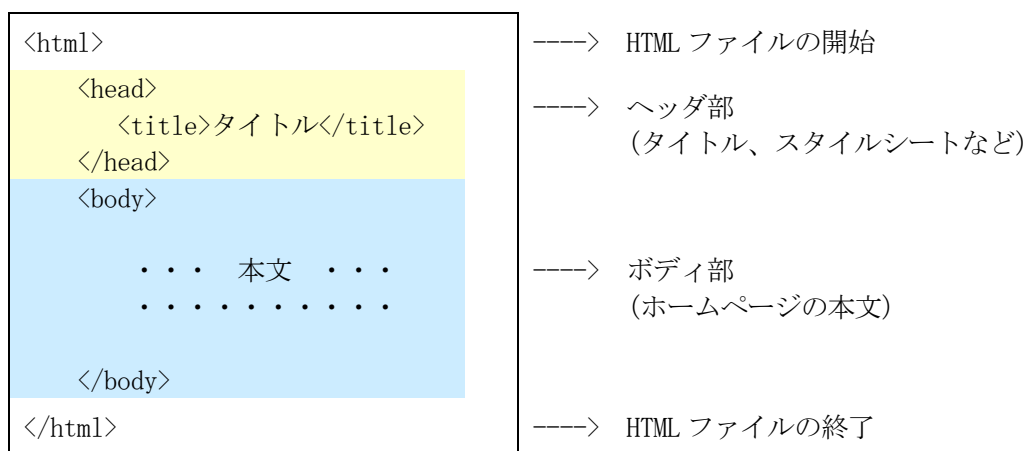 <html> ----> HTML ファイルの開始
<head>
<title>タイトル</title>
</head>
----> ヘッダ部
(タイトル、スタイルシートなど)
<body>
・・・ 本文 ・・・
・・・・・・・・・・
----> ボディ部
(ホームページの本文)
</body>
</html> ----> HTML ファイルの終了